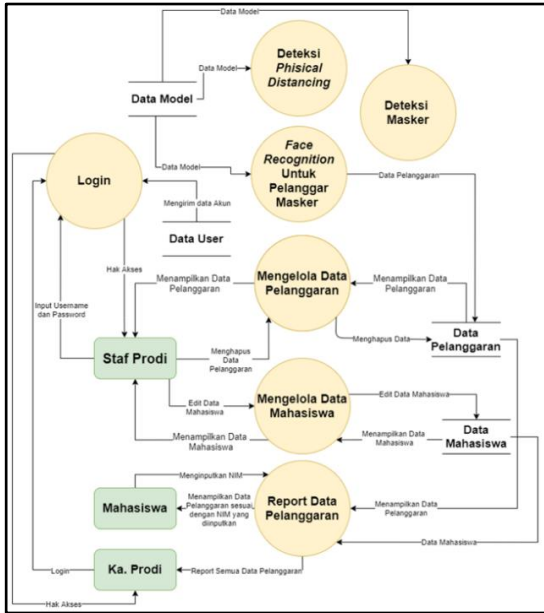 Data Model
Deteksi
Phisical
Distancing
Data Model
Data Model
Deteksi
Masker
Face
Recognition
Untuk
Pelanggar
Masker
Data Model
Data Pelanggaran
Login
Mengirim data Akun
Data User
Hak Akses
Input Username
dan Password
Menampilkan Data
Pelanggaran
Mengelola Data
Pelanggaran
Menampilkan Data
Pelanggaran
Staf Prodi
Menghapus
Data
Pelanggaran
Menghapus Data
Data
Pelanggaran
Edit Data
Mahasiswa
Mengelola Data
Mahasiswa
Edit Data Mahasiswa
Menampilkan Data
Mahasiswa
Menampilkan Data
Mahasiswa
Data
Mahasiswa
Menginputkan NIM
Mahasiswa
Menampilkan Data
Pelanggaran sesuai
dengan NIM yang
diinputkan
Report Data
Pelanggaran
Menampilkan Data
Pelanggaran
Data Mahasiswa
Login
Ka. Prodi
Report Semua Data Pelanggaran
Hak Akses